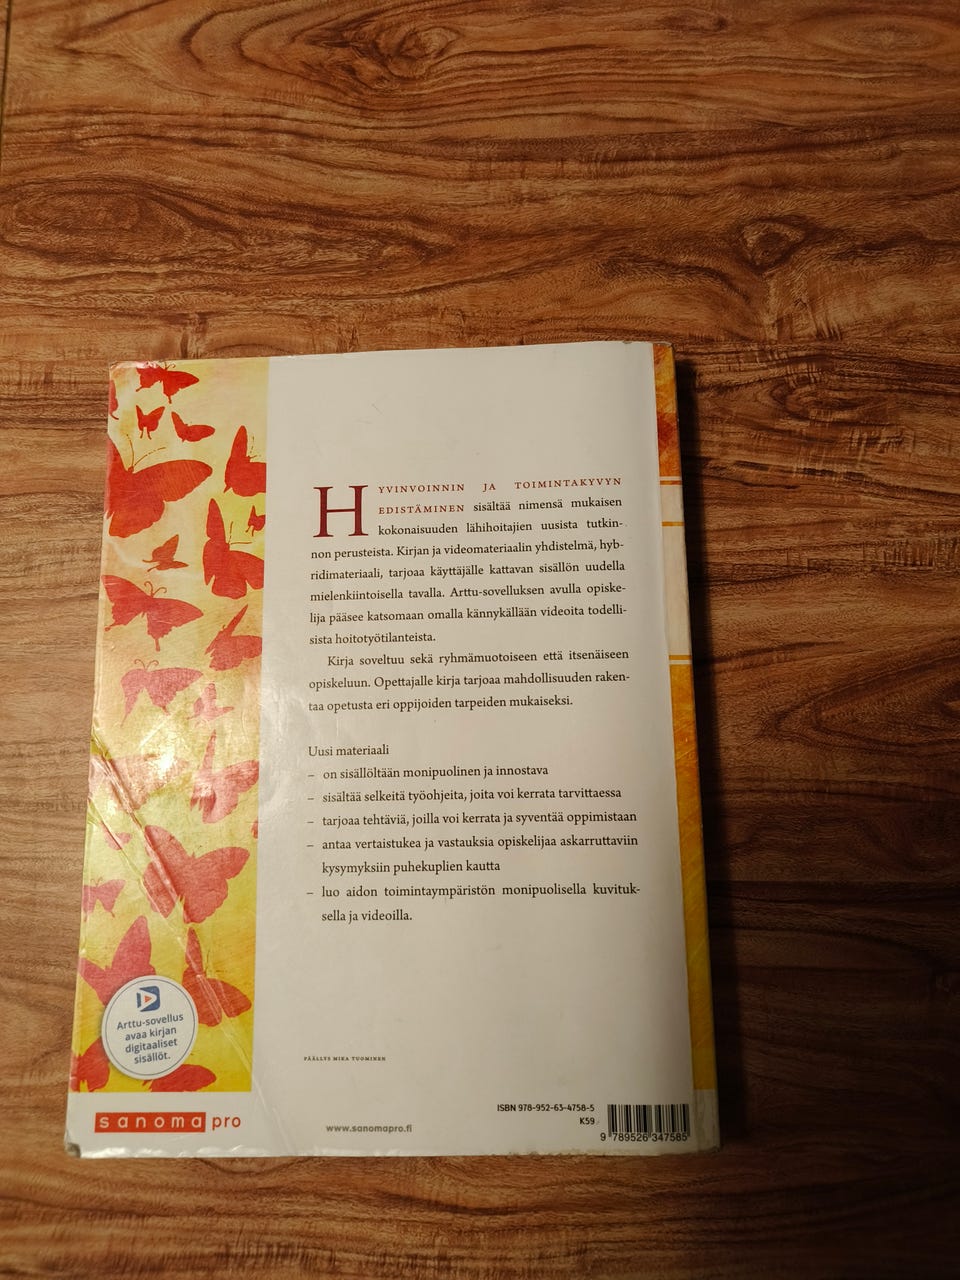 HYVINVOINNIN JA TOIMINTAKYVYN
EDISTÄMINEN sisältää nimensä mukaisen
kokonaisuuden lähihoitajien uusista tutkin-
non perusteista. Kirjan ja videomateriaalin yhdistelmä, hyb-
ridimateriaali, tarjoaa käyttäjälle kattavan sisällön uudella
mielenkiintoisella tavalla. Arttu-sovelluksen avulla opiske-
lija pääsee katsomaan omalla kännykällään videoita todelli-
sista hoitotyötilanteista.
Kirja soveltuu sekä ryhmämuotoiseen että itsenäiseen
opiskeluun. Opettajalle kirja tarjoaa mahdollisuuden raken-
taa opetusta eri oppijoiden tarpeiden mukaiseksi.
Uusi materiaali
– on sisällöltään monipuolinen ja innostava
– sisältää selkeitä työohjeita, joita voi kerrata tarvittaessa
– tarjoaa tehtäviä, joilla voi kerrata ja syventää oppimistaan
– antaa vertaistukea ja vastauksia opiskelijaa askarruttaviin
kysymyksiin puhekuplien kautta
– luo aidon toimintaympäristön monipuolisella kuvituk-
sella ja videoilla.
Arttu-sovellus
avaa kirjan
digitaaliset
sisällöt.
PÄÄLLYS MIKA TUOMINEN
sanoma pro
www.sanomapro.fi
ISBN 978-952-63-4758-5
K59
9 789526 347585